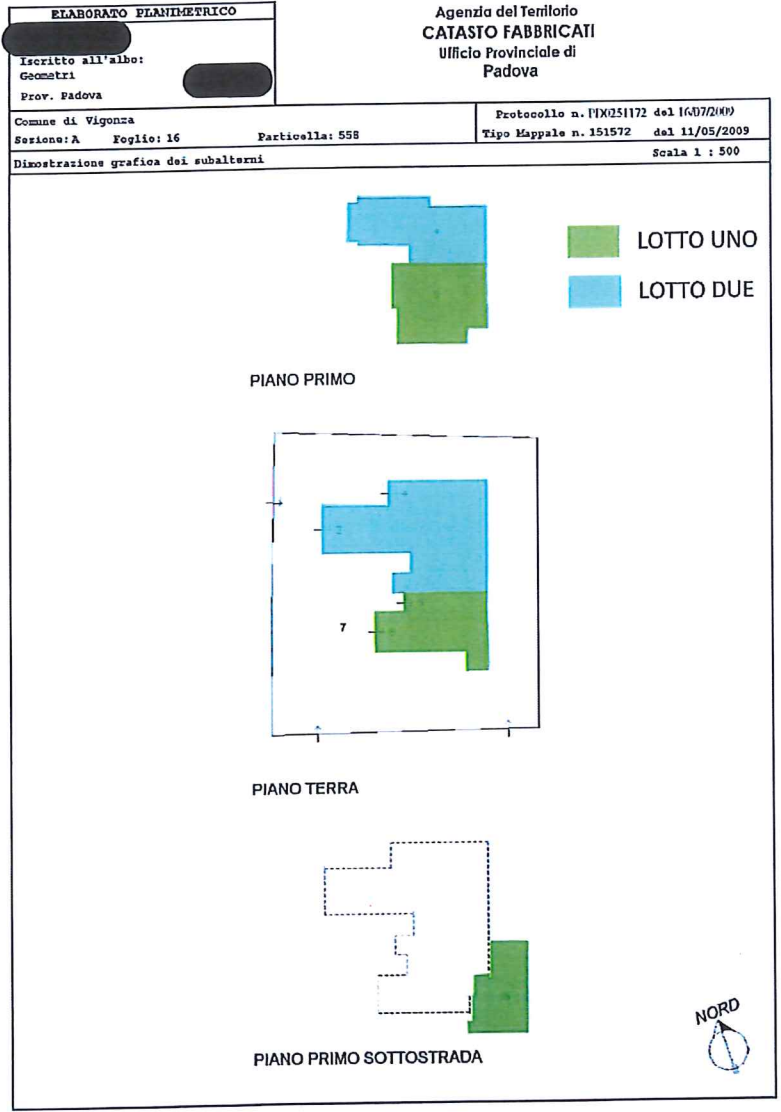 ELABORATO PLANIMETRICO
Iscritto all'albo:
Geometri
Prov. Padova
Agenzia del Territorio
CATASTO FABBRICATI
Ufficio Provinciale di
Padova
Comune di Vigonza
Sezione: A Foglio: 16 Particella: 558
Protocollo n. PD0251172 del 16/07/2009
Tipo Mappale n. 151572 del 11/05/2009
Dimostrazione grafica dei subalterni
Scala 1 : 500
LOTTO UNO
LOTTO DUE
PIANO PRIMO
7
PIANO TERRA
PIANO PRIMO SOTTOSTRADA
NORD